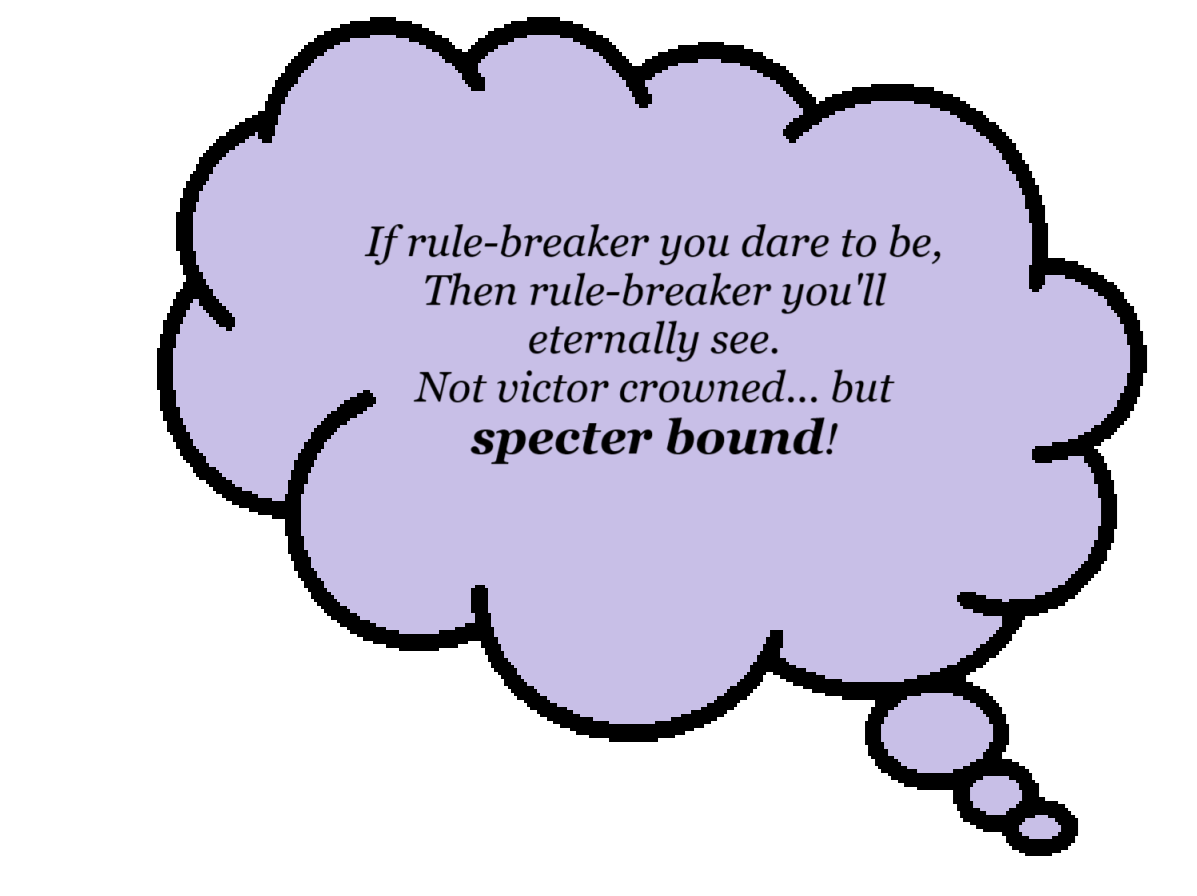 If rule-breaker you dare to be,
Then rule-breaker you'll
eternally see.
Not victor crowned... but
specter bound!